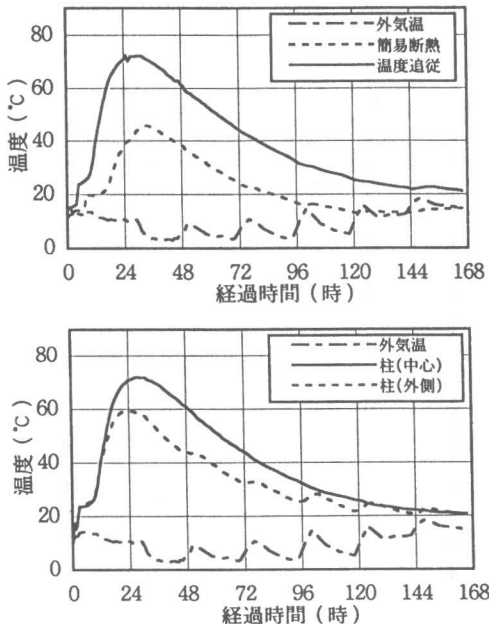 80
60
40
20
0
温度(℃)
外気温
簡易断熱
温度追従
0 24 48 72 96 120 144 168
経過時間(時)
80
60
40
20
0
温度(℃)
外気温
柱(中心)
柱(外側)
0 24 48 72 96 120 144 168
経過時間(時)